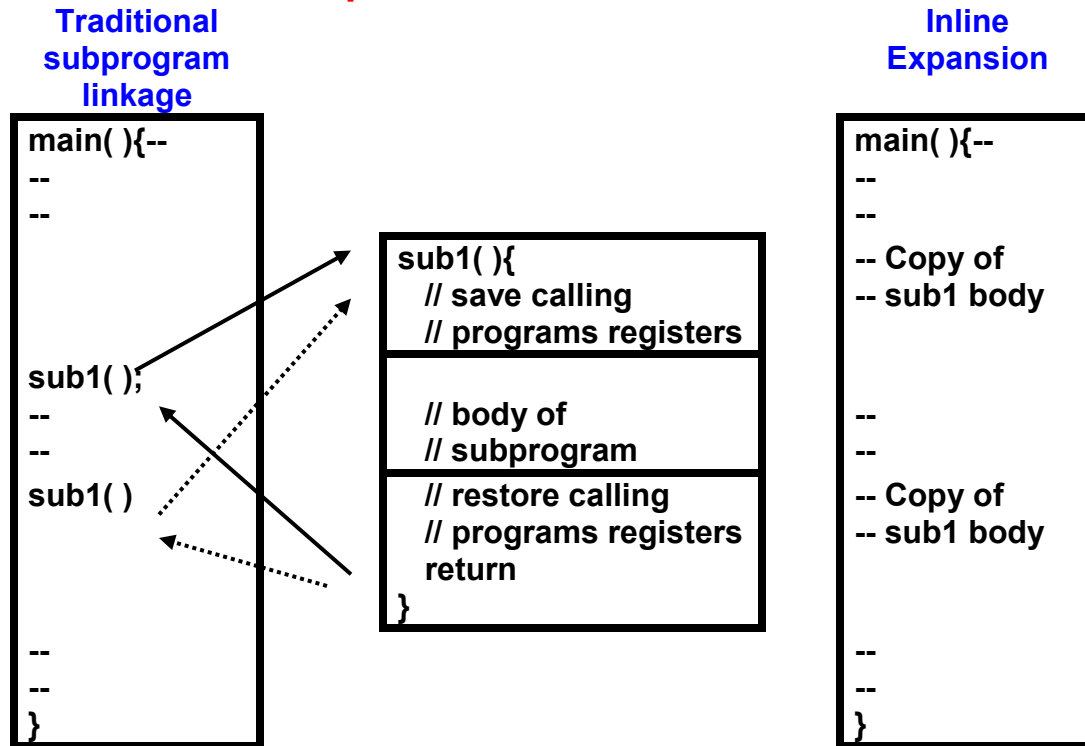 Traditional
subprogram
linkage
main( ){--
--
--
sub1( );
--
--
sub1( )
--
--
}
sub1( ){
// save calling
// programs registers
// body of
// subprogram
// restore calling
// programs registers
return
}
Inline
Expansion
main( ){--
--
--
-- Copy of
-- sub1 body
--
--
-- Copy of
-- sub1 body
--
--
}